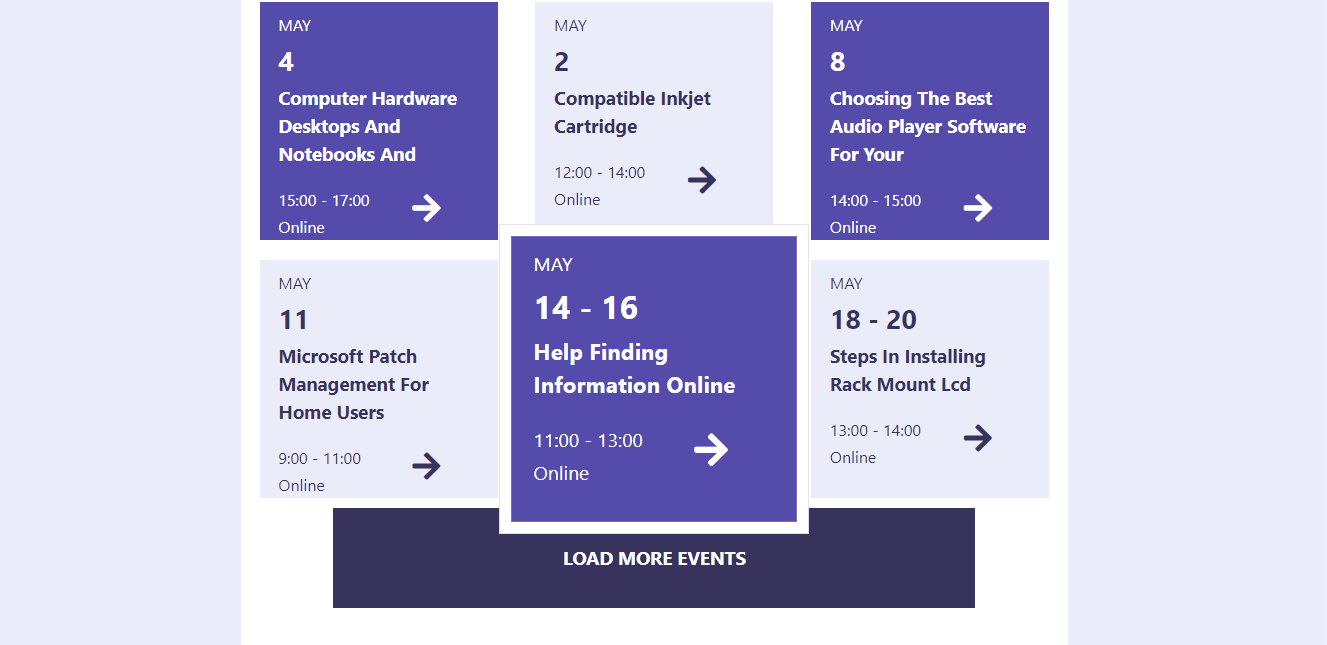 MAY
4
Computer Hardware
Desktops And
Notebooks And
15:00 - 17:00
Online
MAY
2
Compatible Inkjet
Cartridge
12:00 - 14:00
Online
MAY
8
Choosing The Best
Audio Player Software
For Your
14:00 - 15:00
Online
MAY
11
Microsoft Patch
Management For
Home Users
9:00 - 11:00
Online
MAY
14 - 16
Help Finding
Information Online
11:00 - 13:00
Online
MAY
18 - 20
Steps In Installing
Rack Mount Lcd
13:00 - 14:00
Online
LOAD MORE EVENTS